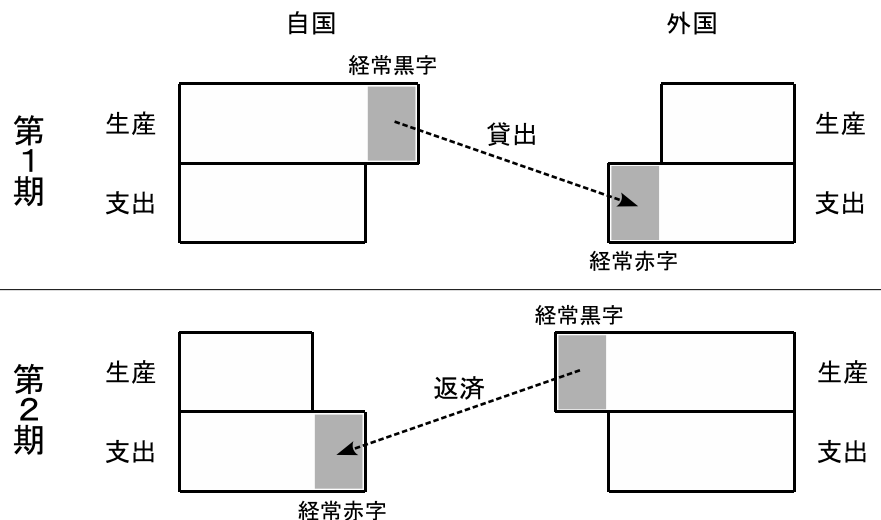 自国
外国
第1期
経常黒字
生産
貸出
生産
支出
支出
経常赤字
第2期
経常黒字
生産
返済
生産
支出
支出
経常赤字